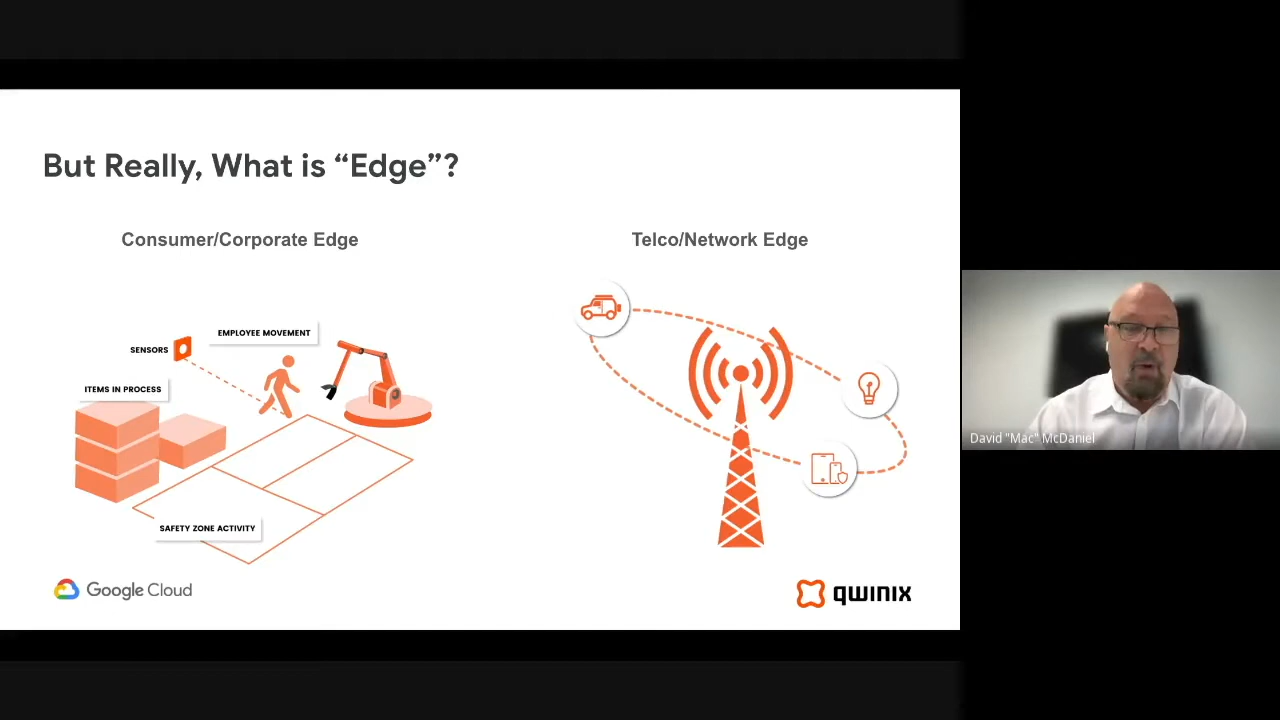 But Really, What is “Edge”?
Consumer/Corporate Edge
Telco/Network Edge
EMPLOYEE MOVEMENT
SENSORS
ITEMS IN PROCESS
SAFETY ZONE ACTIVITY
Google Cloud
qwinix
David "Mac" McDaniel